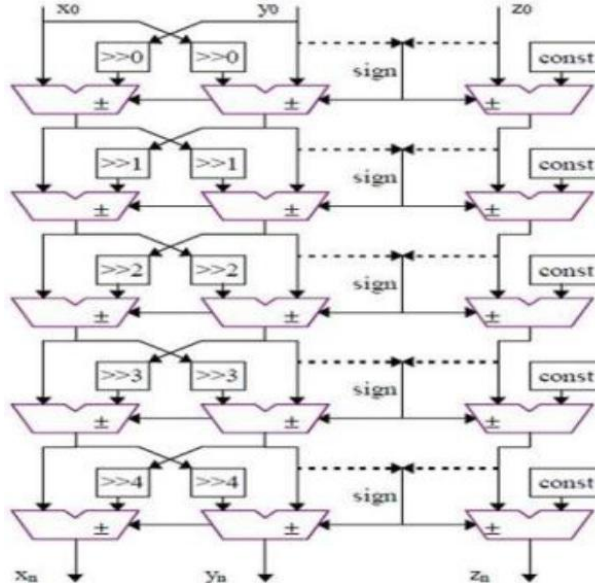 x₀ y₀ z₀
>>0 >>0 const
sign
± ± ±
>>1 >>1 const
sign
± ± ±
>>2 >>2 const
sign
± ± ±
>>3 >>3 const
sign
± ± ±
>>4 >>4 const
sign
± ± ±
xₙ yₙ zₙ